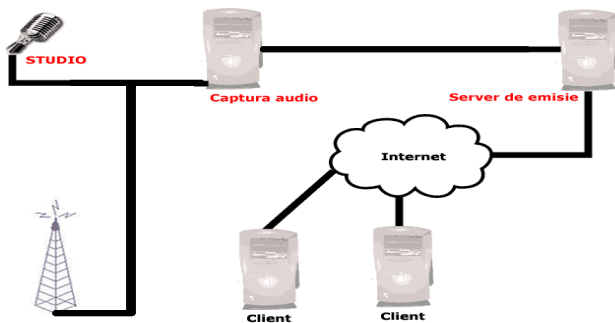 STUDIO
Captura audio
Server de emisie
Internet
Client
Client